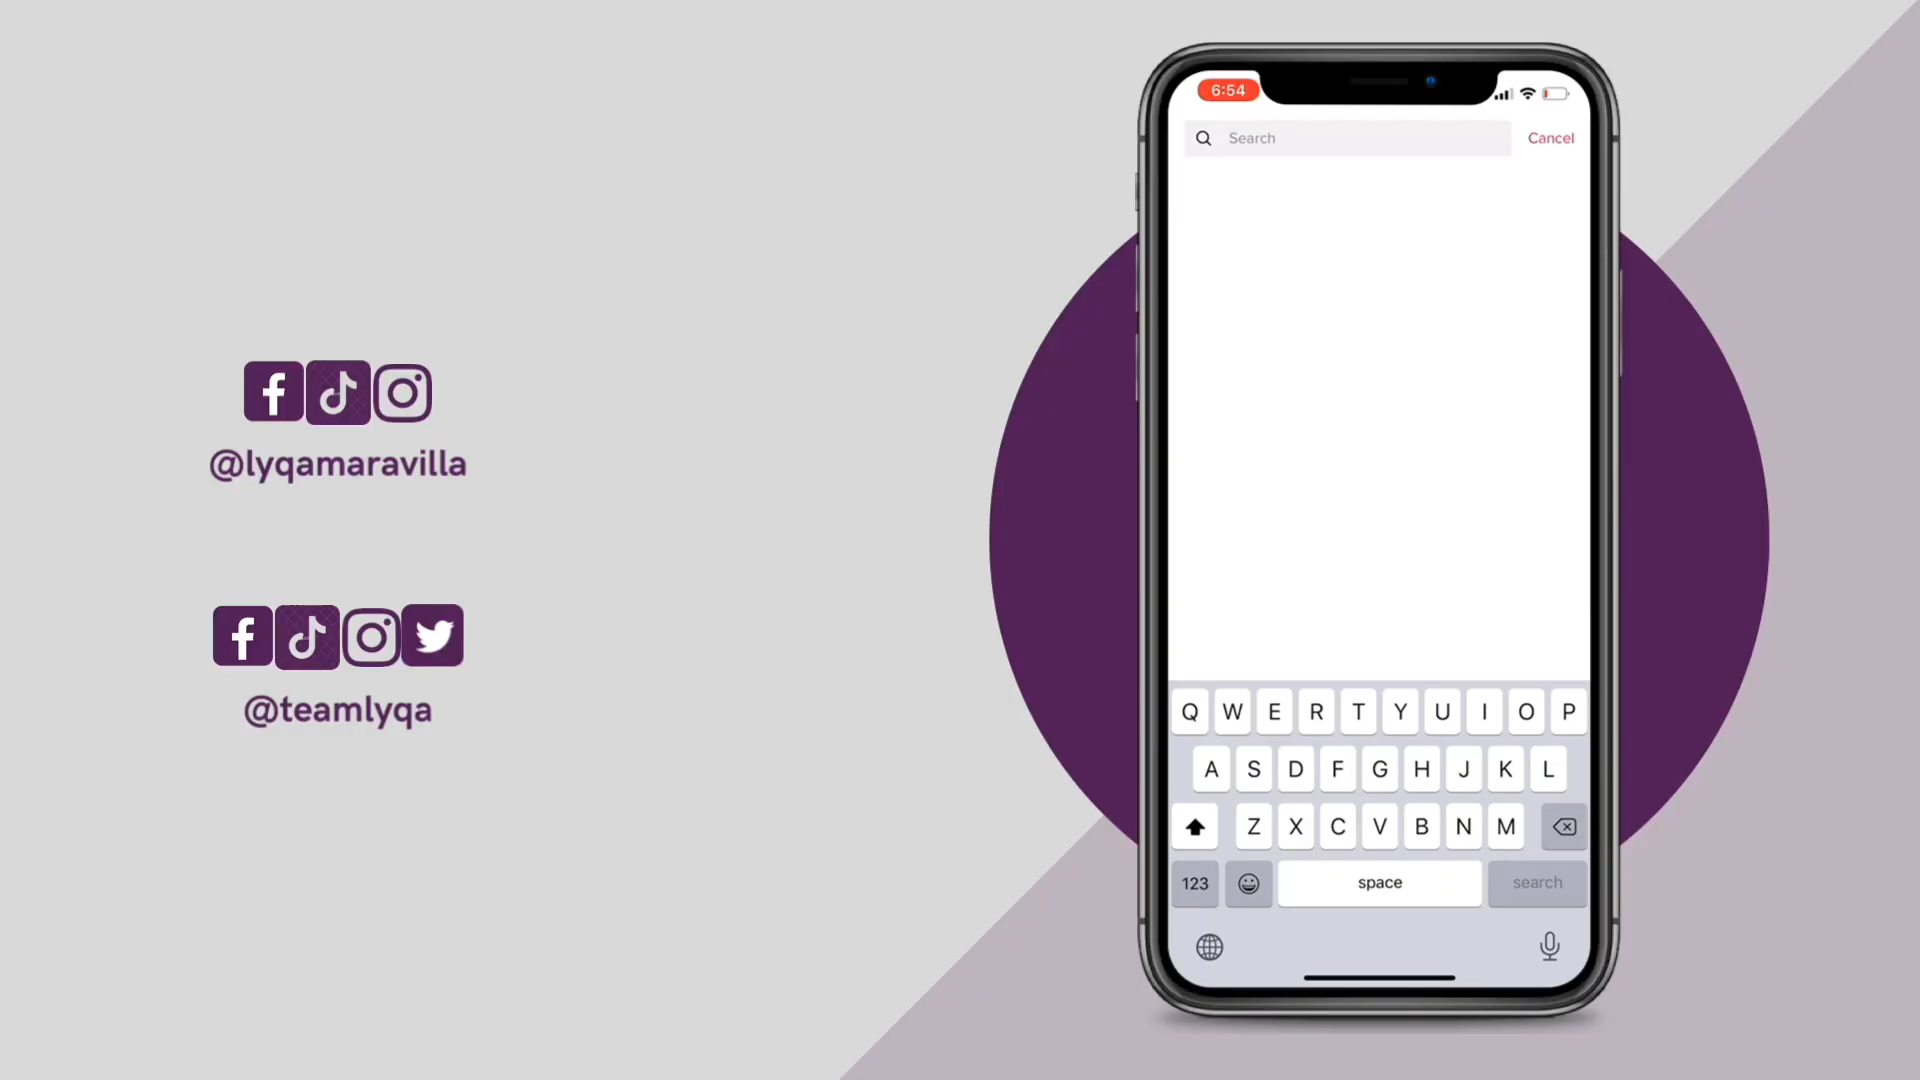 @lyqamaravilla
@teamlyqa
6:54
Search
Cancel
Q W E R T Y U I O P
A S D F G H J K L
Z X C V B N M
123
space
search